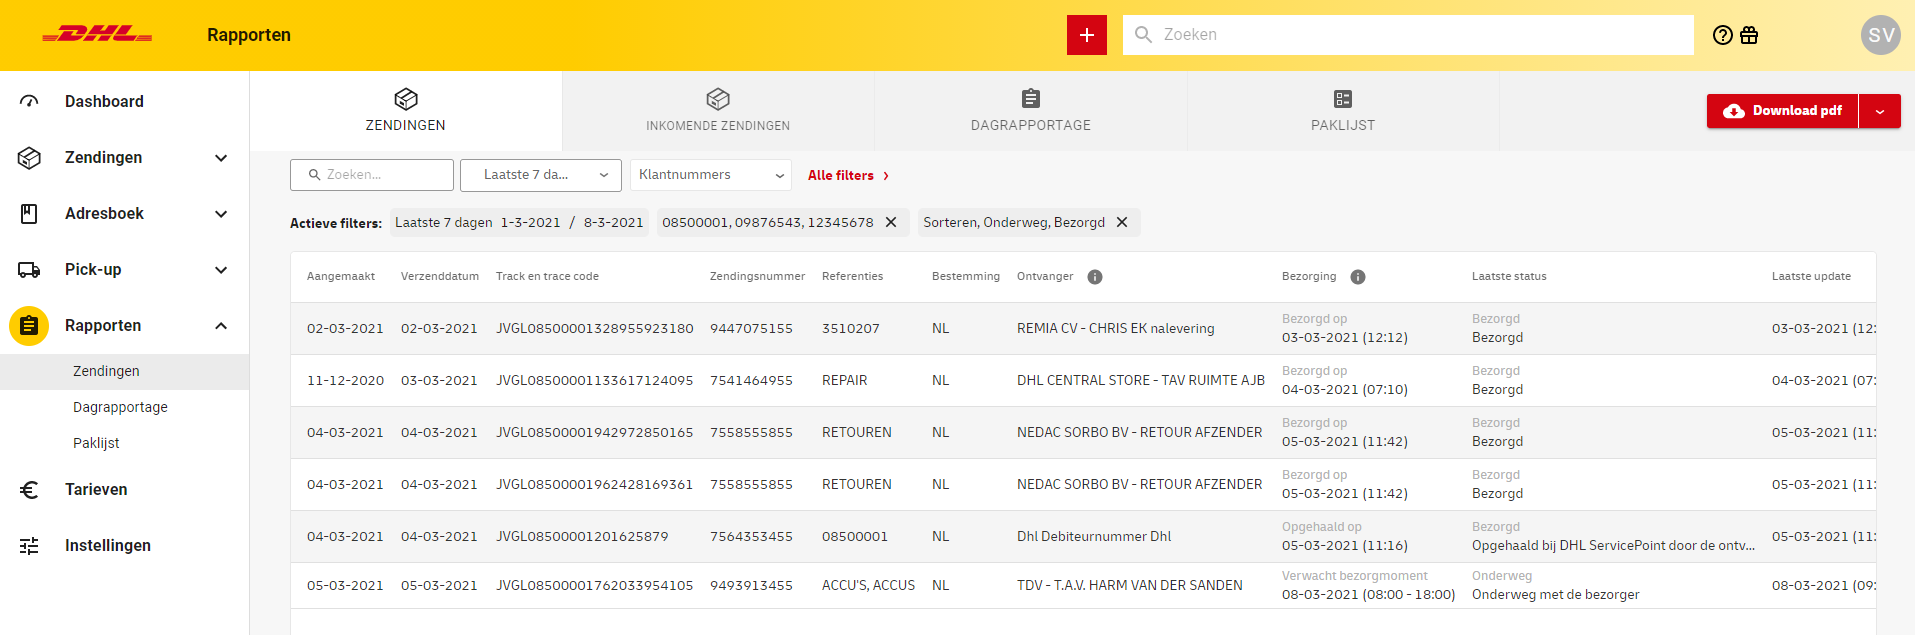 DHL
Rapporten
+
Zoeken
SV
Dashboard
Zendingen
Adresboek
Pick-up
Rapporten
Zendingen
Dagrapportage
Paklijst
Tarieven
Instellingen
ZENDINGEN
INKOMENDE ZENDINGEN
DAGRAPPORTAGE
PAKLIJST
Download pdf
Zoeken...
Laatste 7 da...
Klantnummers
Alle filters
Actieve filters: Laatste 7 dagen 1-3-2021 / 8-3-2021 08500001, 09876543, 12345678 Sorteren, Onderweg, Bezorgd
Aangemaakt Verzenddatum Track en trace code Zendingsnummer Referenties Bestemming Ontvanger Bezorging Laatste status Laatste update
02-03-2021 02-03-2021 JVGL08500001328955923180 9447075155 3510207 NL REMIA CV - CHRIS EK nalevering Bezorgd op Bezorgd
03-03-2021 (12:12) Bezorgd 03-03-2021 (12:
11-12-2020 03-03-2021 JVGL08500001133617124095 7541464955 REPAIR NL DHL CENTRAL STORE - TAV RUIMTE AJB Bezorgd op Bezorgd
04-03-2021 (07:10) Bezorgd 04-03-2021 (07:
04-03-2021 04-03-2021 JVGL08500001942972850165 7558555855 RETOUREN NL NEDAC SORBO BV - RETOUR AFZENDER Bezorgd op Bezorgd
05-03-2021 (11:42) Bezorgd 05-03-2021 (11:
04-03-2021 04-03-2021 JVGL08500001962428169361 7558555855 RETOUREN NL NEDAC SORBO BV - RETOUR AFZENDER Bezorgd op Bezorgd
05-03-2021 (11:42) Bezorgd 05-03-2021 (11:
04-03-2021 04-03-2021 JVGL08500001201625879 7564353455 08500001 NL Dhl Debiteurnummer Dhl Opgehaald op Bezorgd
05-03-2021 (11:16) Opgehaald bij DHL ServicePoint door de ontv... 05-03-2021 (11:
05-03-2021 05-03-2021 JVGL08500001762033954105 9493913455 ACCU'S, ACCUS NL TDV - T.A.V. HARM VAN DER SANDEN Verwacht bezorgmoment Onderweg
08-03-2021 (08:00 - 18:00) Onderweg met de bezorger 08-03-2021 (09: